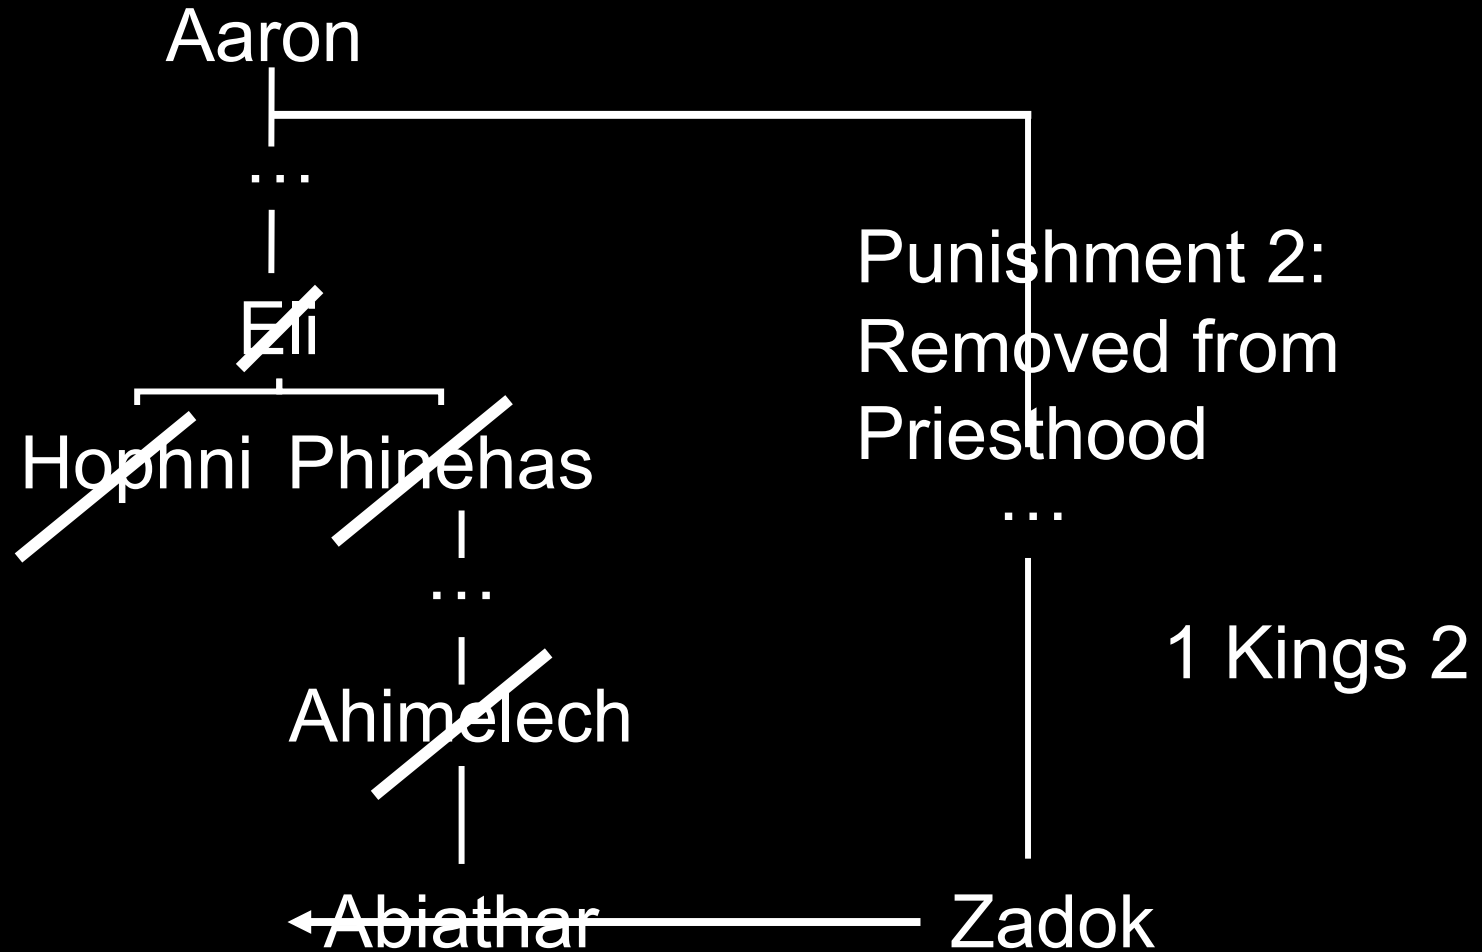 Aaron
…
Eli
Punishment 2:
Removed from
Priesthood
Hophni Phinehas
…
…
1 Kings 2
Ahimelech
Abiathar Zadok